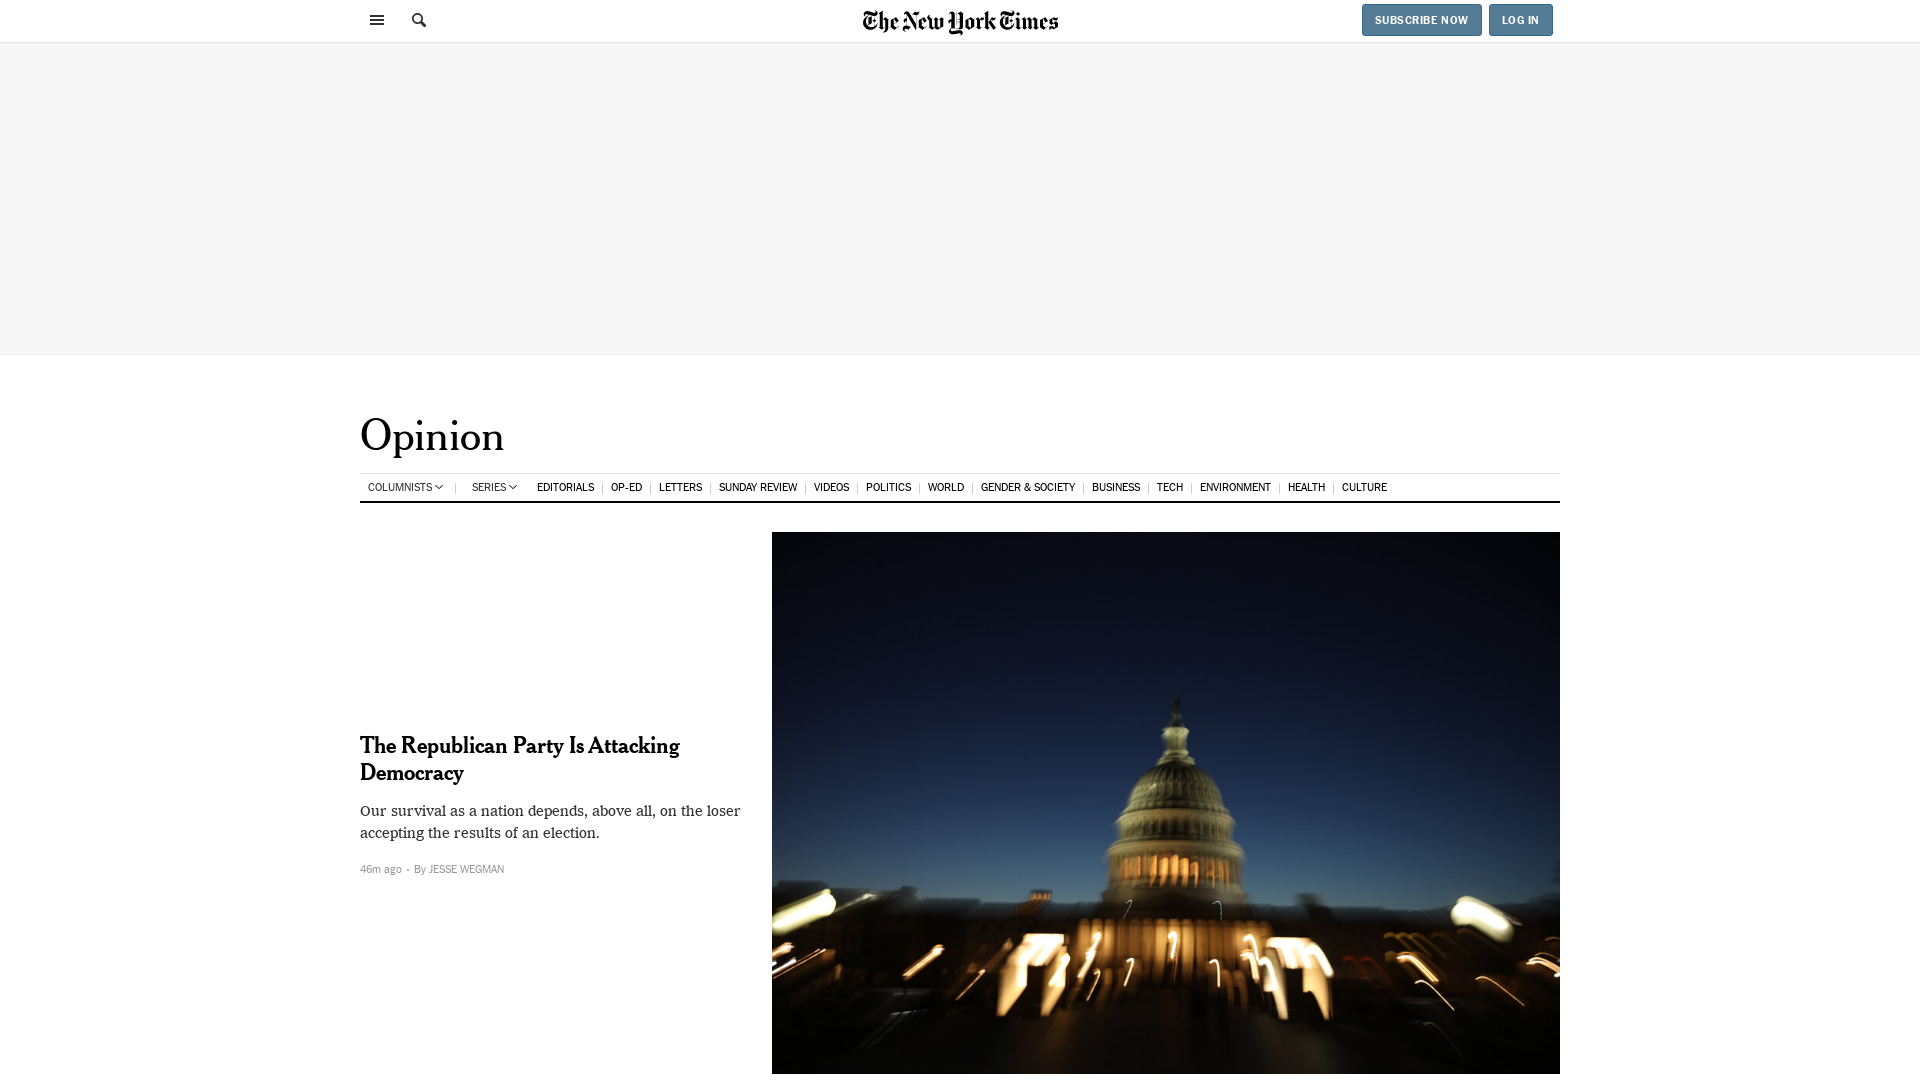 The New York Times
SUBSCRIBE NOW
LOG IN
Opinion
COLUMNISTS SERIES EDITORIALS OP-ED LETTERS SUNDAY REVIEW VIDEOS POLITICS WORLD GENDER & SOCIETY BUSINESS TECH ENVIRONMENT HEALTH CULTURE
The Republican Party Is Attacking
Democracy
Our survival as a nation depends, above all, on the loser
accepting the results of an election.
46m ago · By JESSE WEGMAN